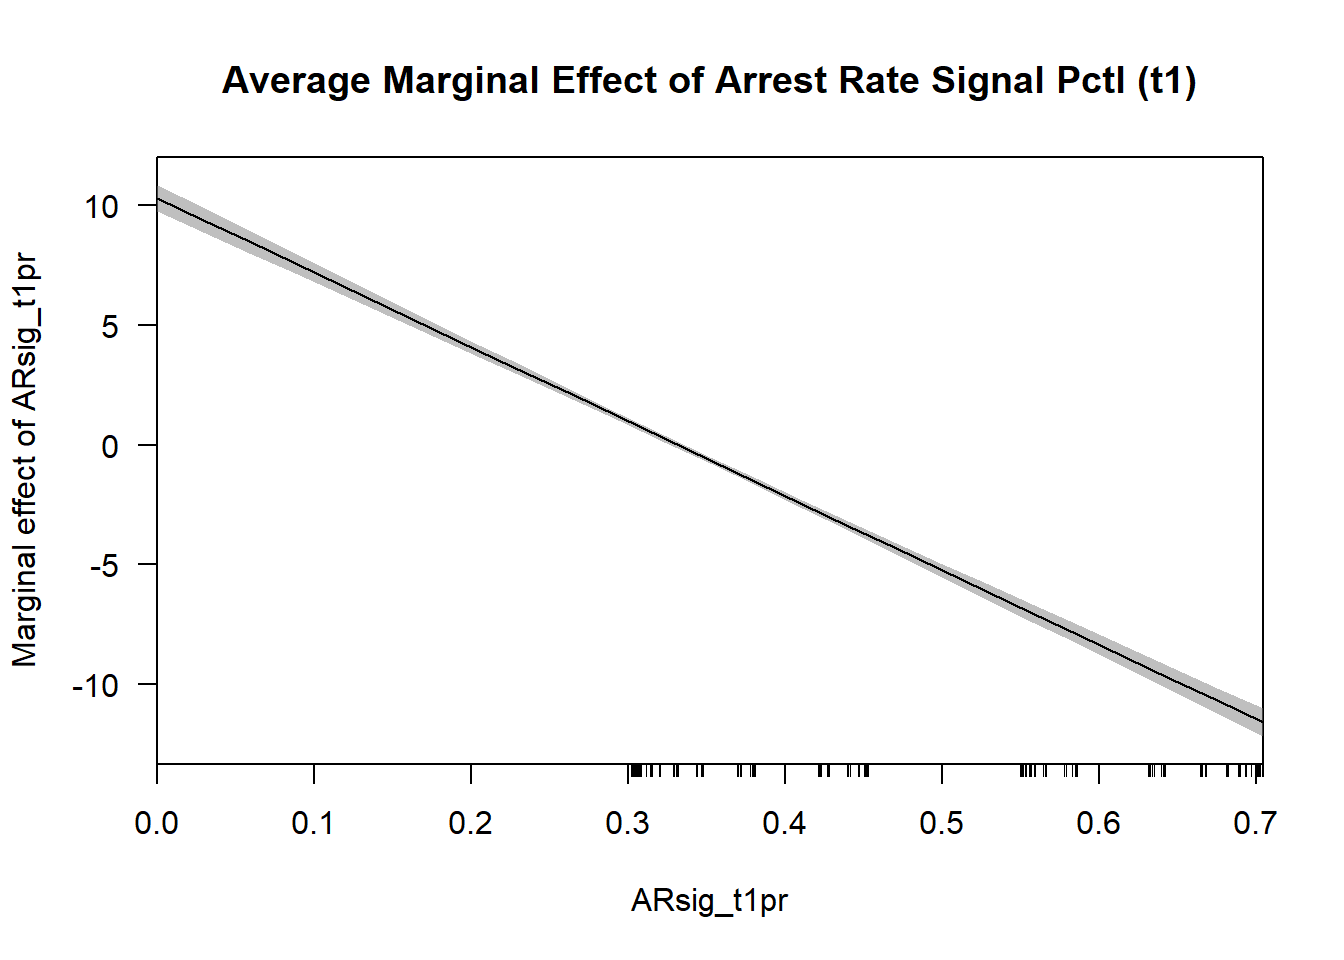 Average Marginal Effect of Arrest Rate Signal Pctl (t1)
Marginal effect of ARsig_t1pr
10
5
0
-5
-10
0.0 0.1 0.2 0.3 0.4 0.5 0.6 0.7
ARsig_t1pr